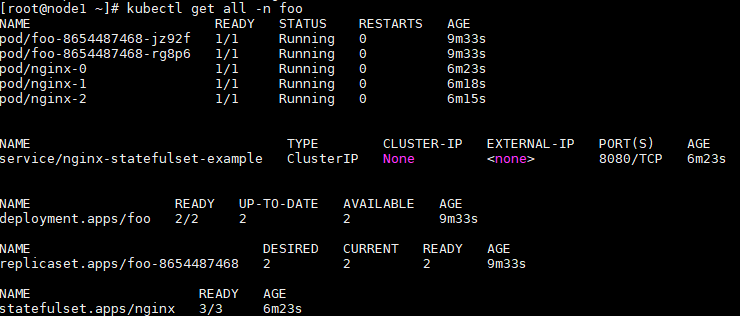 [root@node1 ~]# kubectl get all -n foo
NAME READY STATUS RESTARTS AGE
pod/foo-8654487468-jz92f 1/1 Running 0 9m33s
pod/foo-8654487468-rg8p6 1/1 Running 0 9m33s
pod/nginx-0 1/1 Running 0 6m23s
pod/nginx-1 1/1 Running 0 6m18s
pod/nginx-2 1/1 Running 0 6m15s
NAME TYPE CLUSTER-IP EXTERNAL-IP PORT(S) AGE
service/nginx-statefulset-example ClusterIP None <none> 8080/TCP 6m23s
NAME READY UP-TO-DATE AVAILABLE AGE
deployment.apps/foo 2/2 2 2 9m33s
NAME DESIRED CURRENT READY AGE
replicaset.apps/foo-8654487468 2 2 2 9m33s
NAME READY AGE
statefulset.apps/nginx 3/3 6m23s